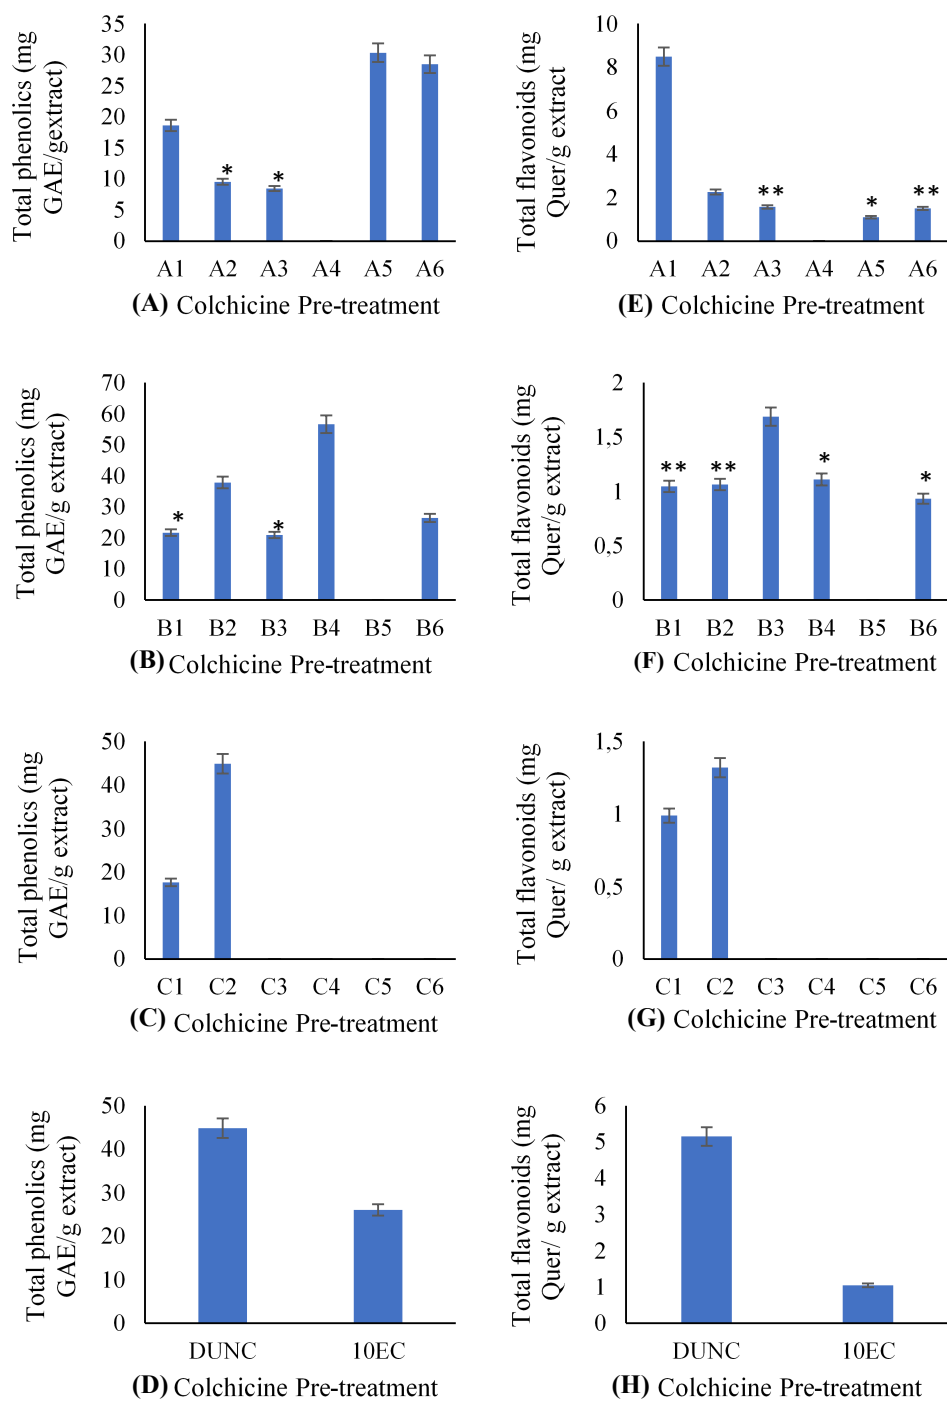 Total phenolics (mg
GAE/gextract)
35
30
25
20
15
10
5
0
*
*
A1 A2 A3 A4 A5 A6
(A) Colchicine Pre-treatment
Total flavonoids (mg
Quer/g extract
10
8
6
4
2
0
**
*
**
A1 A2 A3 A4 A5 A6
(E) Colchicine Pre-treatment
Total phenolics (mg
GAE/g extract)
70
60
50
40
30
20
10
0
*
*
B1 B2 B3 B4 B5 B6
(B) Colchicine Pre-treatment
Total flavonoids (mg
Quer/g extract)
2
1,5
1
0,5
0
**
**
*
*
B1 B2 B3 B4 B5 B6
(F) Colchicine Pre-treatment
Total phenolics (mg
GAE/g extract)
50
40
30
20
10
0
C1 C2 C3 C4 C5 C6
(C) Colchicine Pre-treatment
Total flavonoids (mg
Quer/ g extract)
1,5
1
0,5
0
C1 C2 C3 C4 C5 C6
(G) Colchicine Pre-treatment
Total phenolics (mg
GAE/g extract)
50
40
30
20
10
0
DUNC 10EC
(D) Colchicine Pre-treatment
Total flavonoids (mg
Quer/ g extract)
6
5
4
3
2
1
0
DUNC 10EC
(H) Colchicine Pre-treatment